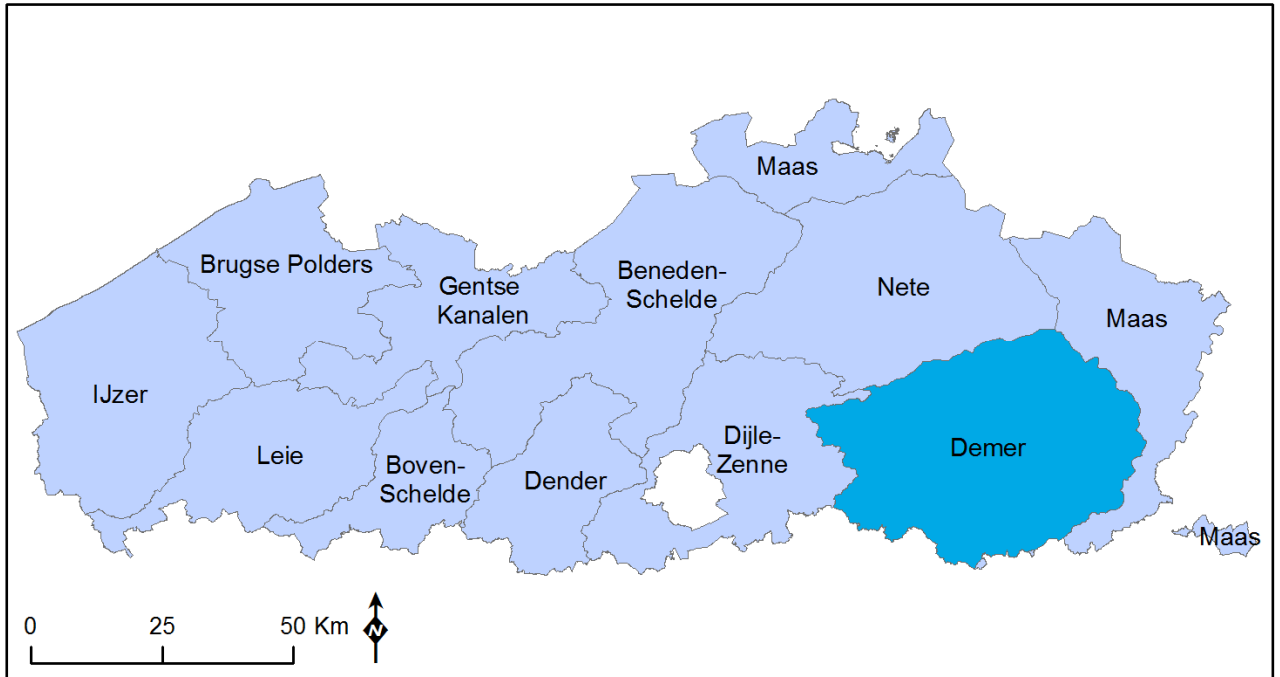 Maas
Brugse Polders
Beneden-
Schelde
Gentse
Kanalen
Nete
Maas
IJzer
Leie
Boven-
Schelde
Dender
Dijle-
Zenne
Demer
Maas
0 25 50 Km
N